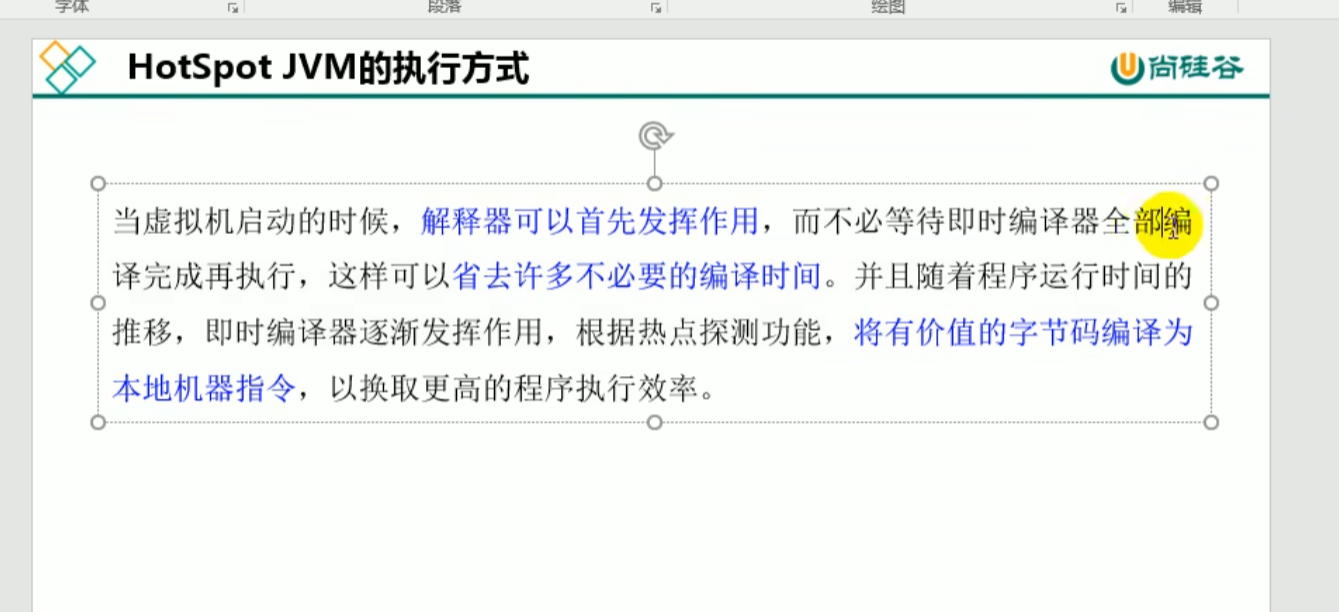 字体
段落
绘图
编辑
HotSpot JVM的执行方式
尚硅谷
当虚拟机启动的时候，解释器可以首先发挥作用，而不必等待即时编译器全部编
译完成再执行，这样可以省去许多不必要的编译时间。并且随着程序运行时间的
推移，即时编译器逐渐发挥作用，根据热点探测功能，将有价值的字节码编译为
本地机器指令，以换取更高的程序执行效率。